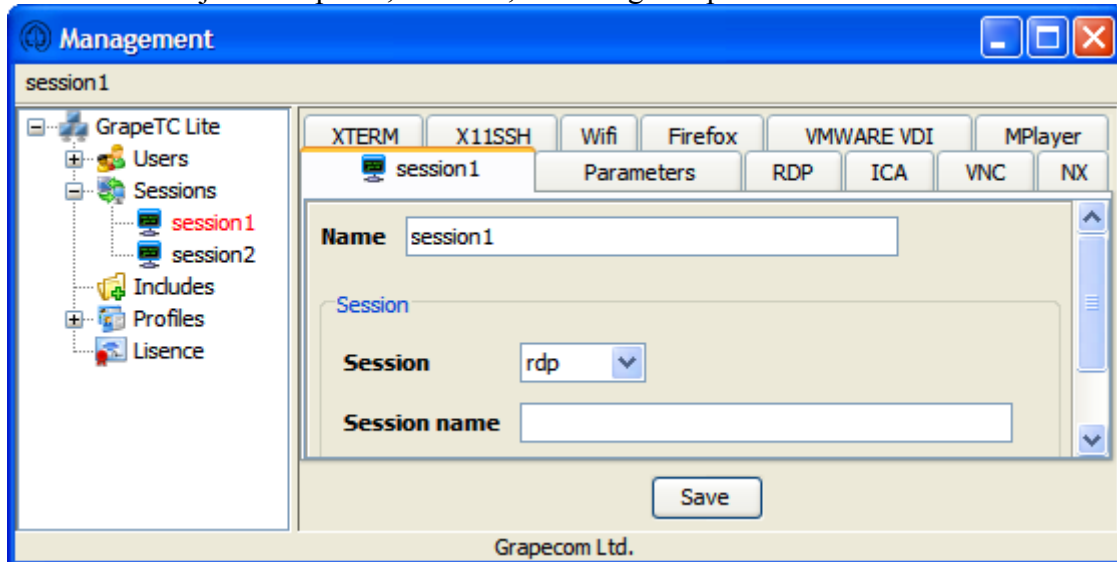 Management
session1
GrapeTC Lite
Users
Sessions
session1
session2
Includes
Profiles
Lisence
XTERM X11SSH Wifi Firefox VMWARE VDI MPlayer
session1 Parameters RDP ICA VNC NX
Name session1
Session
Session rdp
Session name
Save
Grapecom Ltd.